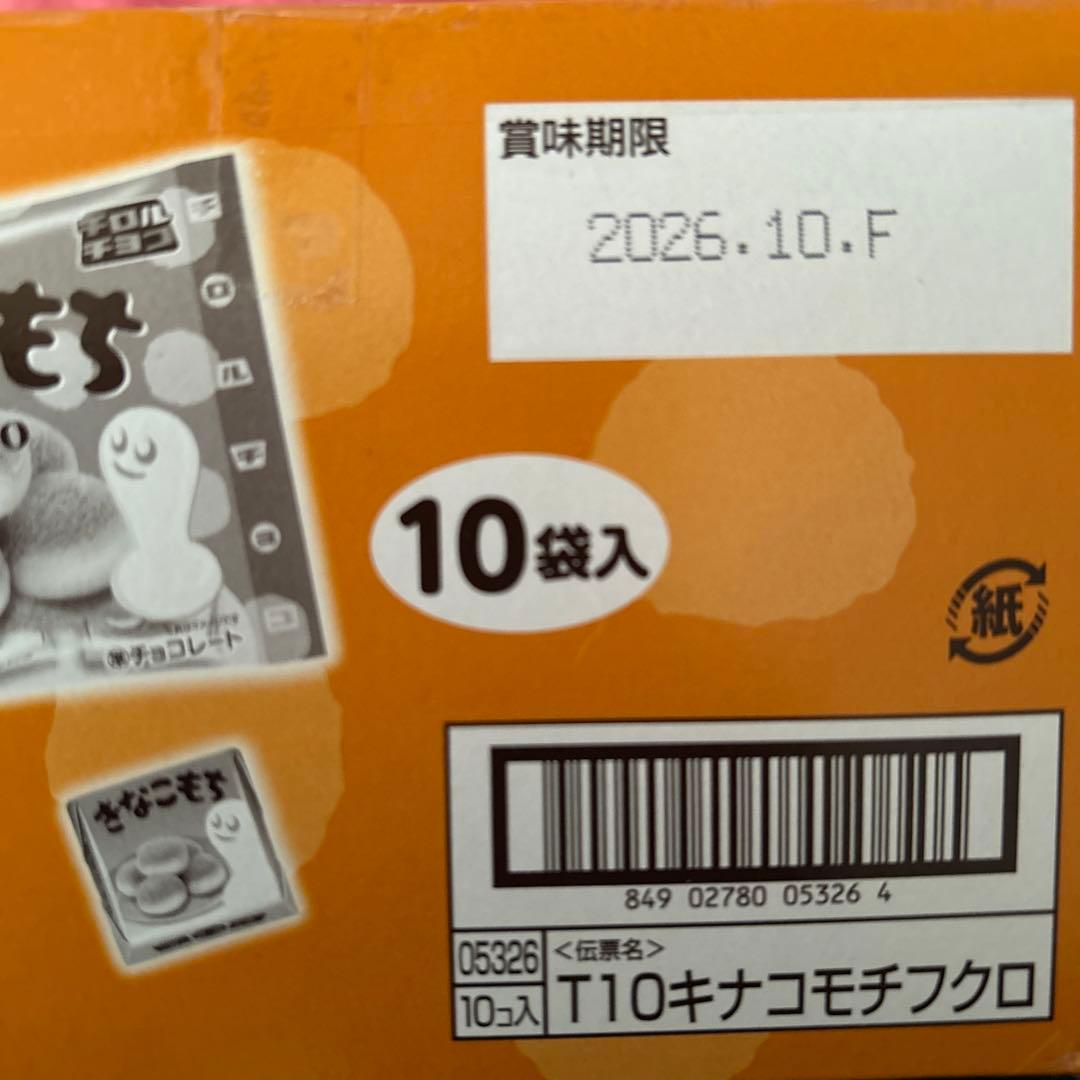 賞味期限
2026.10.F
チロル
チョコ
もち
チ
ロ
ル
チ
ヨ
コ
準チョコレート
10袋入
紙
きなこもち
849 02780 05326 4
05326
<伝票名>
10コ入
T10キナコモチフクロ